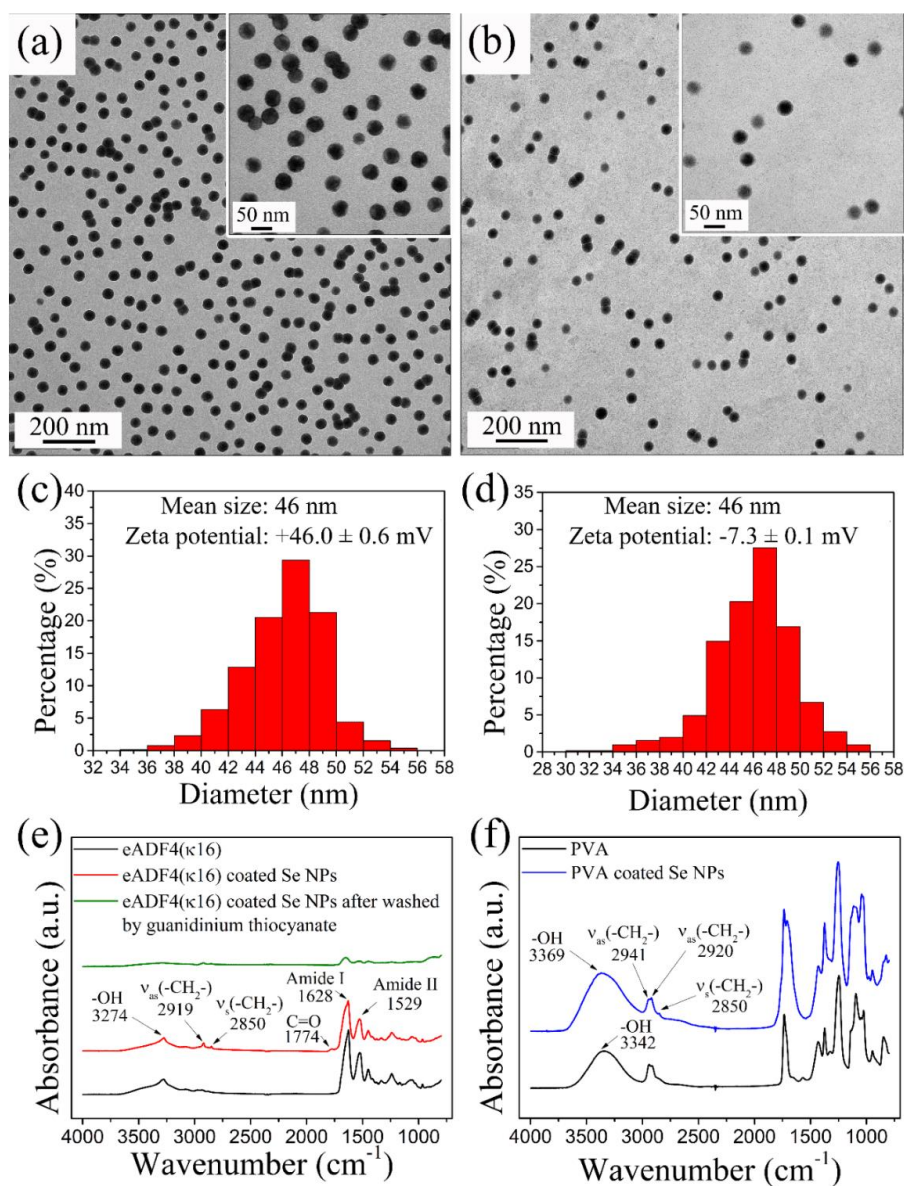 (a)
50 nm
200 nm
(b)
50 nm
200 nm
(c)
Mean size: 46 nm
Zeta potential: +46.0 ± 0.6 mV
Percentage (%)
40
35
30
25
20
15
10
5
0
32 34 36 38 40 42 44 46 48 50 52 54 56 58
Diameter (nm)
(d)
Mean size: 46 nm
Zeta potential: -7.3 ± 0.1 mV
Percentage (%)
35
30
25
20
15
10
5
0
28 30 32 34 36 38 40 42 44 46 48 50 52 54 56 58
Diameter (nm)
(e)
eADF4(κ16)
eADF4(κ16) coated Se NPs
eADF4(κ16) coated Se NPs after washed
by guanidinium thiocyanate
Absorbance (a.u.)
-OH
3274
νas(-CH2-)
2919
νs(-CH2-)
2850
C=O
1774
Amide I
1628
Amide II
1529
4000 3500 3000 2500 2000 1500 1000
Wavenumber (cm-1)
(f)
PVA
PVA coated Se NPs
Absorbance (a.u.)
-OH
3369
νas(-CH2-)
2941
νas(-CH2-)
2920
νs(-CH2-)
2850
-OH
3342
4000 3500 3000 2500 2000 1500 1000
Wavenumber (cm-1)